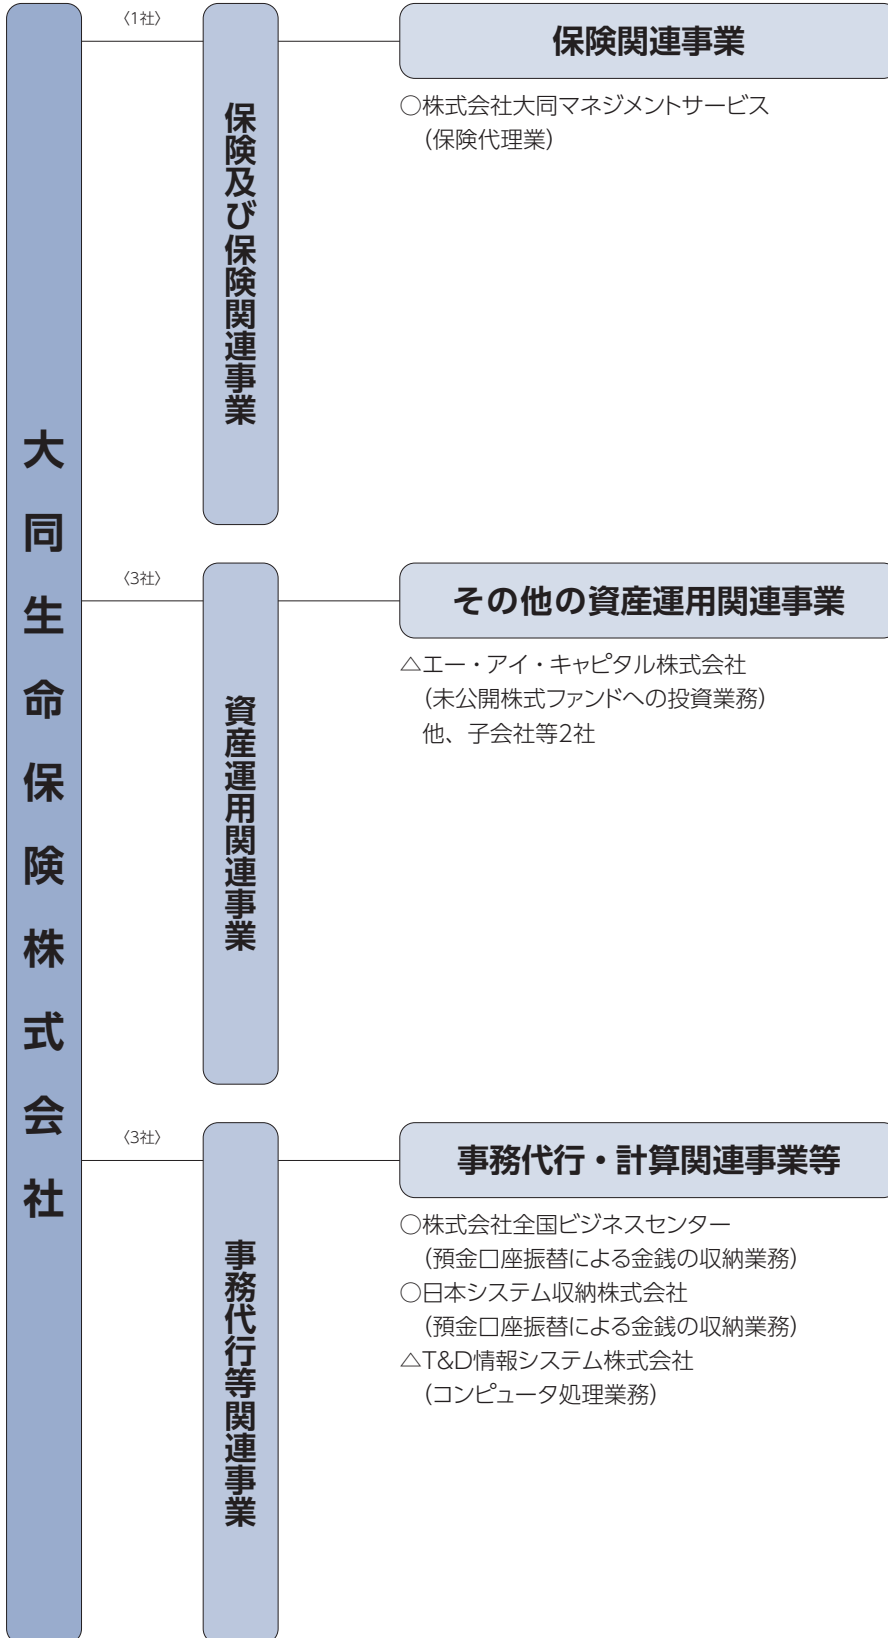 大同生命保険株式会社
〈1社〉
保険及び保険関連事業
保険関連事業
○株式会社大同マネジメントサービス
（保険代理業）
〈3社〉
資産運用関連事業
その他の資産運用関連事業
△エー・アイ・キャピタル株式会社
（未公開株式ファンドへの投資業務）
他、子会社等2社
〈3社〉
事務代行等関連事業
事務代行・計算関連事業等
○株式会社全国ビジネスセンター
（預金口座振替による金銭の収納業務）
○日本システム収納株式会社
（預金口座振替による金銭の収納業務）
△T&D情報システム株式会社
（コンピュータ処理業務）